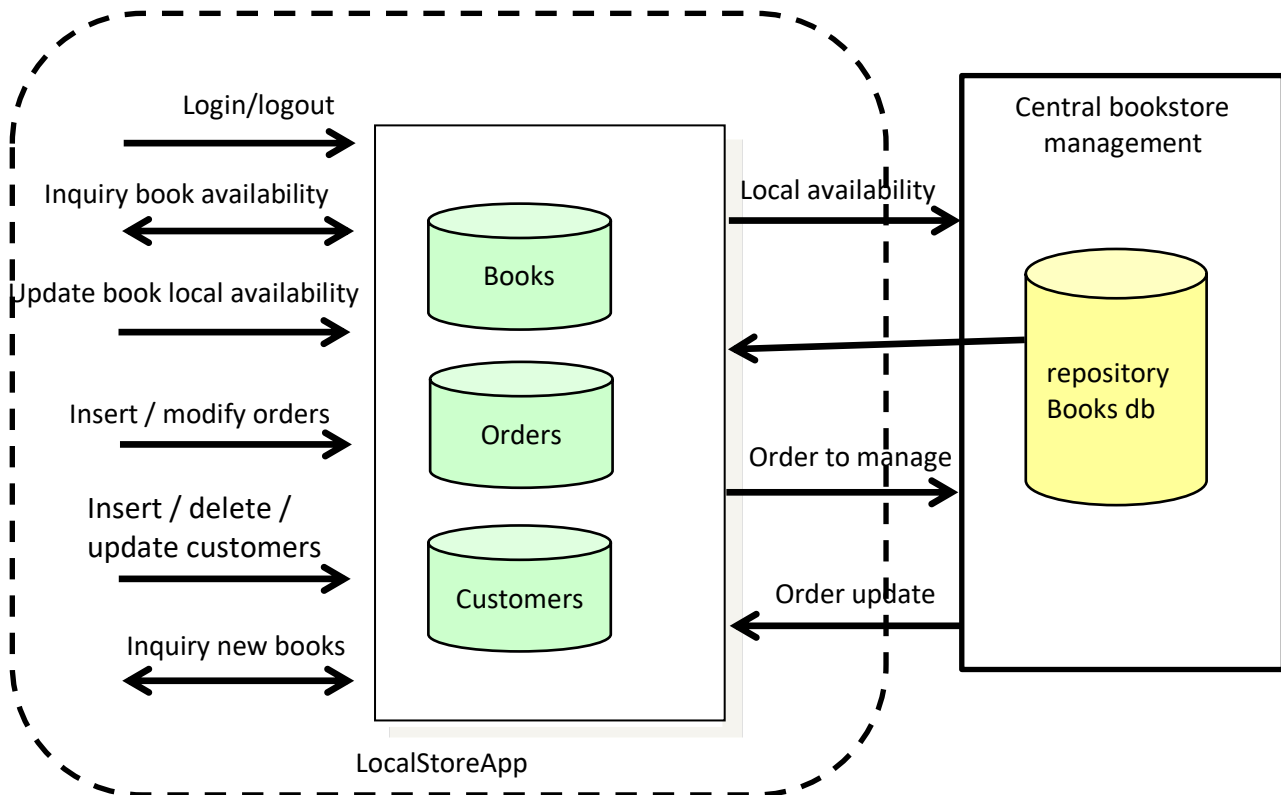 Login/logout
Inquiry book availability
Update book local availability
Insert / modify orders
Insert / delete /
update customers
Inquiry new books
Books
Orders
Customers
LocalStoreApp
Local availability
Order to manage
Order update
Central bookstore
management
repository
Books db